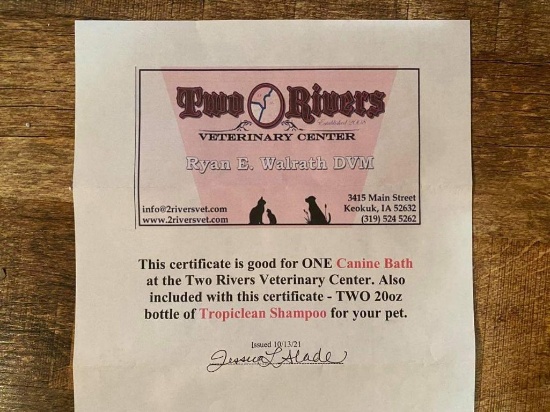 Two Rivers
Established 2008
VETERINARY CENTER
Ryan E. Walrath DVM
info@2riversvet.com
www.2riversvet.com
3415 Main Street
Keokuk, IA 52632
(319) 524 5262
This certificate is good for ONE Canine Bath
at the Two Rivers Veterinary Center. Also
included with this certificate - TWO 20oz
bottle of Tropiclean Shampoo for your pet.
Issued 10/13/21
Jessica L Slade